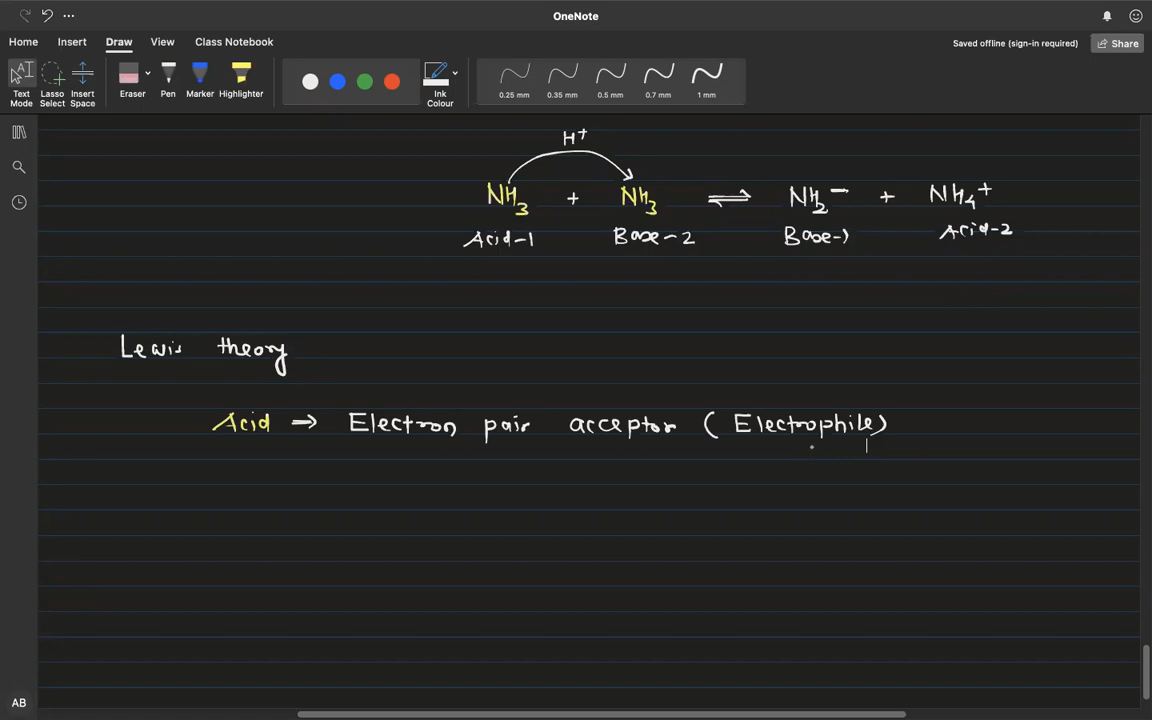 OneNote
Home Insert Draw View Class Notebook
Saved offline (sign-in required) Share
Text Mode
Lasso Select
Insert Space
Eraser Pen Marker Highlighter
Ink Colour
0.25 mm 0.35 mm 0.5 mm 0.7 mm 1 mm
H⁺
NH₃ + NH₃ ⇌ NH₂⁻ + NH₄⁺
Acid-1 Base-2 Base-1 Acid-2
Lewis theory
Acid ⇒ Electron pair acceptor (Electrophile)
AB